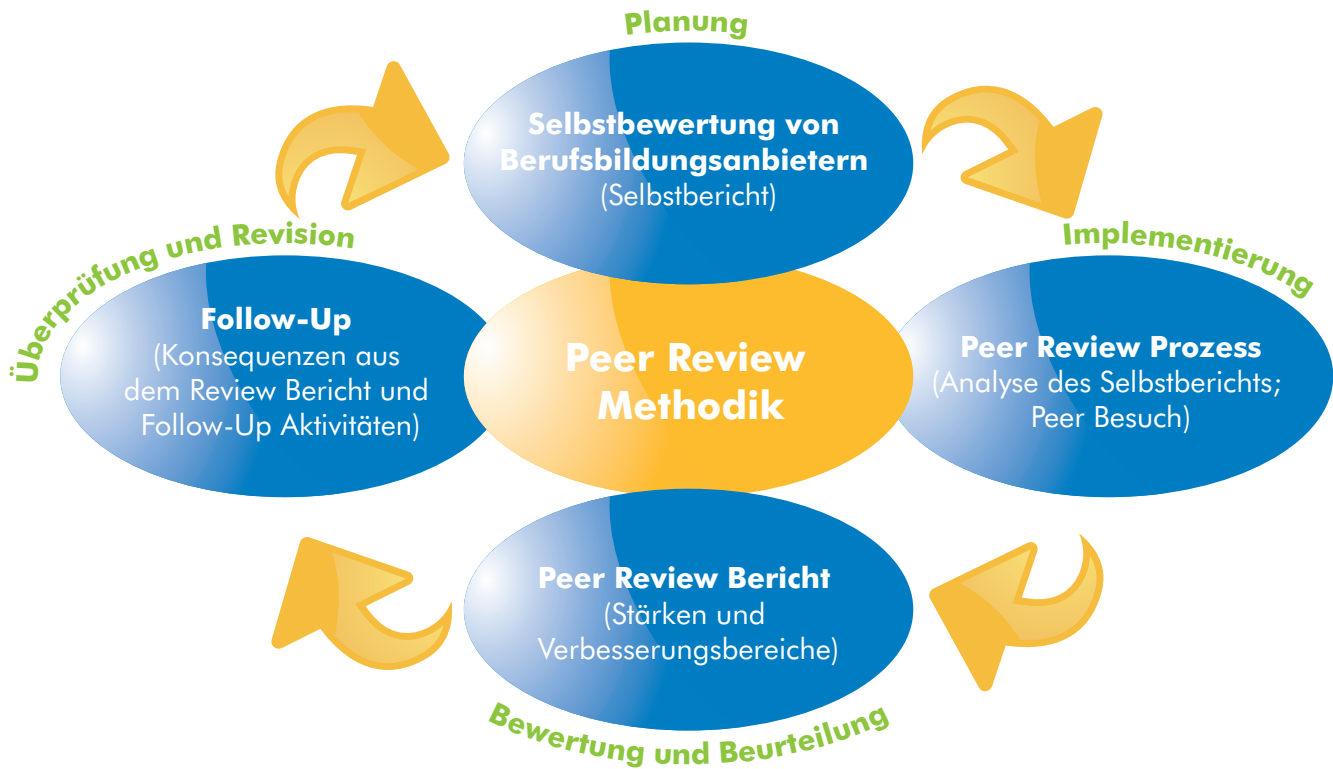 Planung
Selbstbewertung von
Berufsbildungsanbietern
(Selbstbericht)
Implementierung
Peer Review Prozess
(Analyse des Selbstberichts;
Peer Besuch)
Bewertung und Beurteilung
Peer Review Bericht
(Stärken und
Verbesserungsbereiche)
Überprüfung und Revision
Follow-Up
(Konsequenzen aus
dem Review Bericht und
Follow-Up Aktivitäten)
Peer Review
Methodik